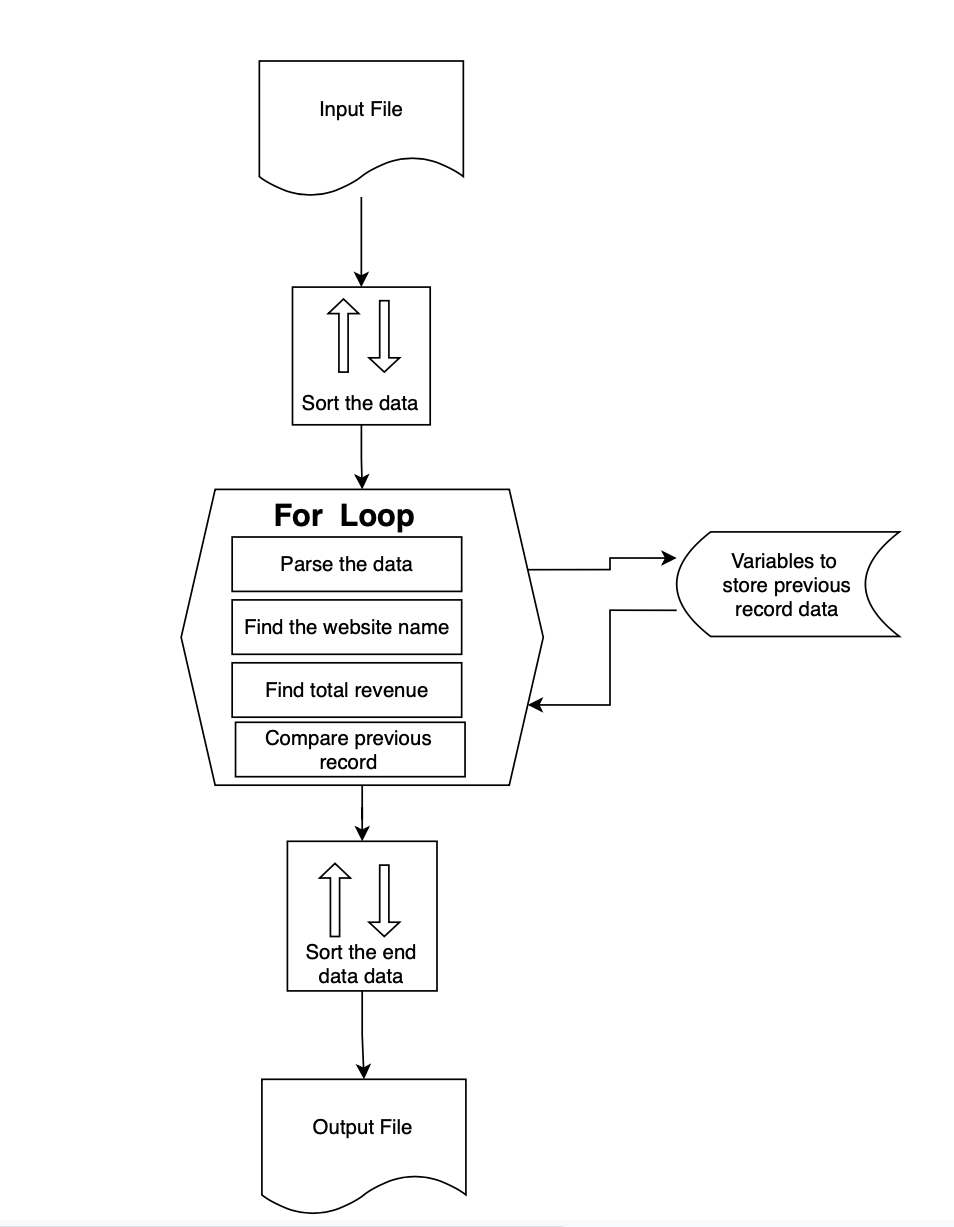 Input File
Sort the data
For Loop
Parse the data
Find the website name
Find total revenue
Compare previous
record
Variables to
store previous
record data
Sort the end
data data
Output File